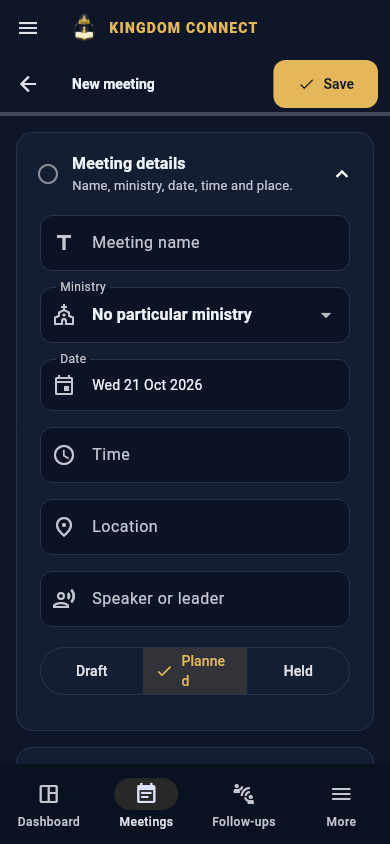 KINGDOM CONNECT
New meeting
Save
Meeting details
Name, ministry, date, time and place.
Meeting name
Ministry
No particular ministry
Date
Wed 21 Oct 2026
Time
Location
Speaker or leader
Draft
Planne
d
Held
Dashboard
Meetings
Follow-ups
More